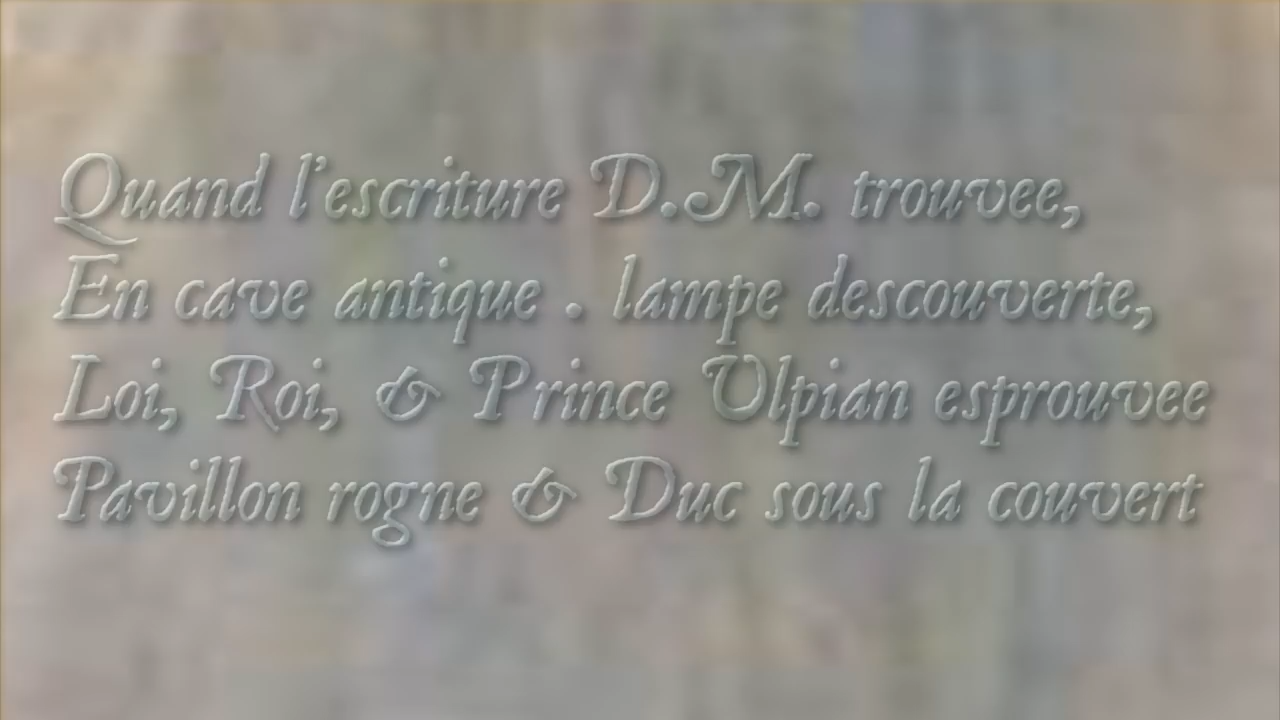 Quand l'escriture D.M. trouvee,
En cave antique . lampe descouverte,
Loi, Roi, & Prince Ulpian esprouvee
Pavillon rogne & Duc sous la couvert